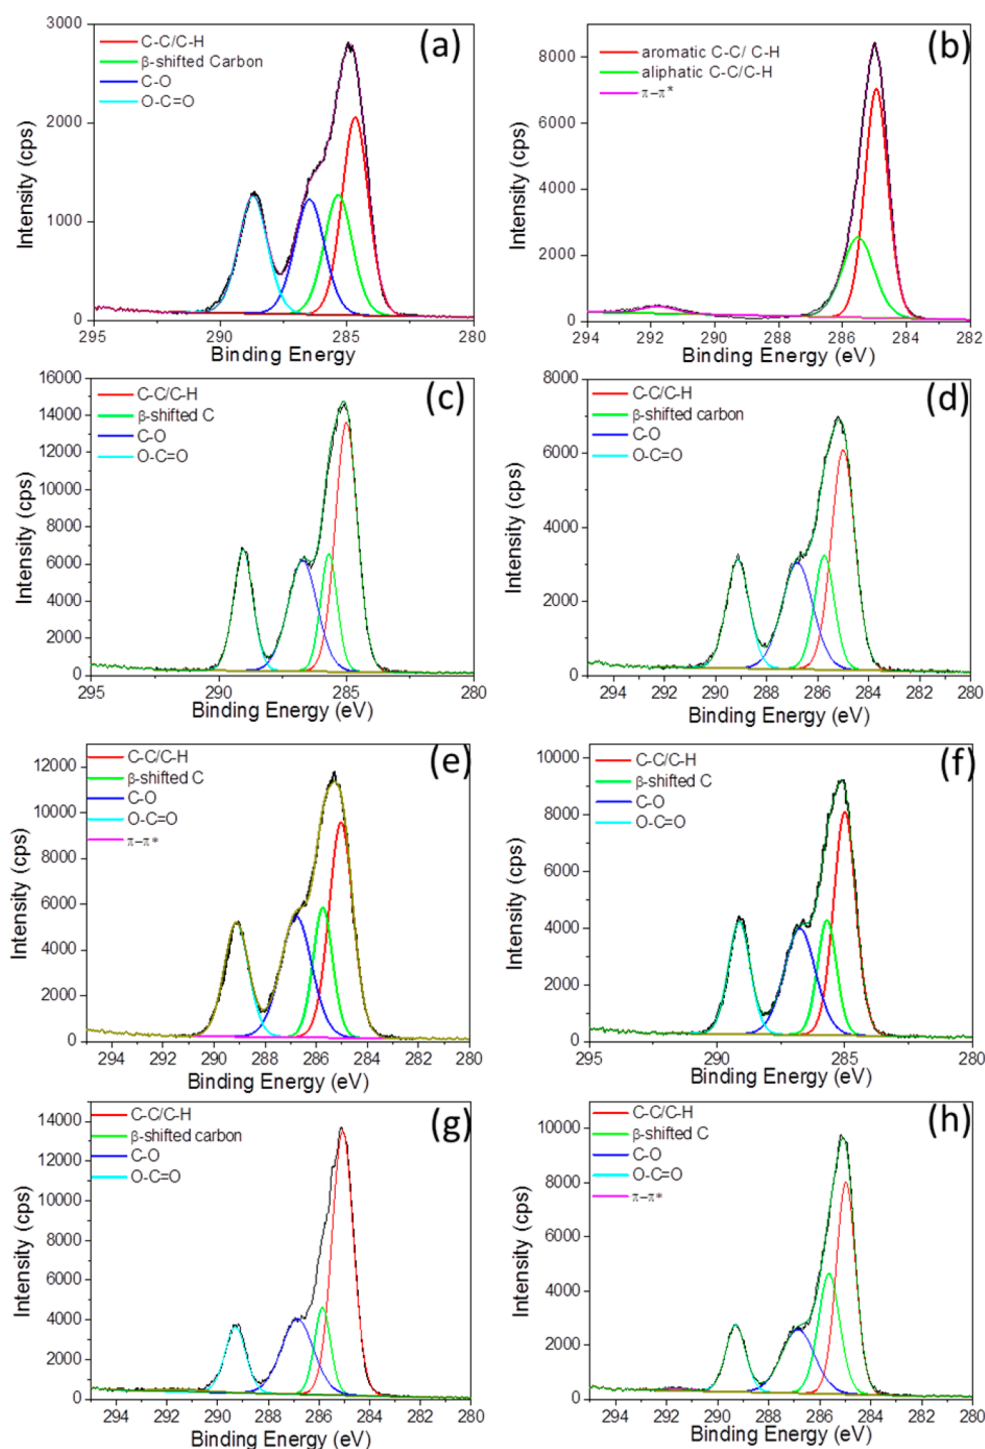 (a)
C-C/C-H
β-shifted Carbon
C-O
O-C=O
3000
2000
1000
0
Intensity (cps)
295 290 285 280
Binding Energy
(b)
aromatic C-C/ C-H
aliphatic C-C/C-H
π–π*
8000
6000
4000
2000
0
Intensity (cps)
294 292 290 288 286 284 282
Binding Energy (eV)
(c)
C-C/C-H
β-shifted C
C-O
O-C=O
16000
14000
12000
10000
8000
6000
4000
2000
0
Intensity (cps)
295 290 285 280
Binding Energy (eV)
(d)
C-C/C-H
β-shifted carbon
C-O
O-C=O
8000
6000
4000
2000
0
Intensity (cps)
294 292 290 288 286 284 282 280
Binding Energy (eV)
(e)
C-C/C-H
β-shifted C
C-O
O-C=O
π–π*
12000
10000
8000
6000
4000
2000
0
Intensity (cps)
294 292 290 288 286 284 282 280
Binding Energy (eV)
(f)
C-C/C-H
β-shifted C
C-O
O-C=O
10000
8000
6000
4000
2000
0
Intensity (cps)
295 290 285 280
Binding Energy (eV)
(g)
C-C/C-H
β-shifted carbon
C-O
O-C=O
14000
12000
10000
8000
6000
4000
2000
0
Intensity (cps)
294 292 290 288 286 284 282 280
Binding Energy (eV)
(h)
C-C/C-H
β-shifted C
C-O
O-C=O
π–π*
10000
8000
6000
4000
2000
0
Intensity (cps)
294 292 290 288 286 284 282 280
Binding Energy (eV)